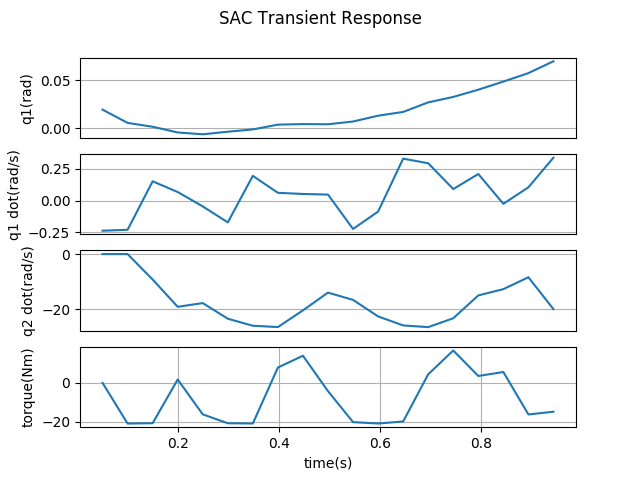 SAC Transient Response
q1(rad)
0.05
0.00
q1 dot(rad/s)
0.25
0.00
−0.25
q2 dot(rad/s)
0
−20
torque(Nm)
0
−20
0.2 0.4 0.6 0.8
time(s)